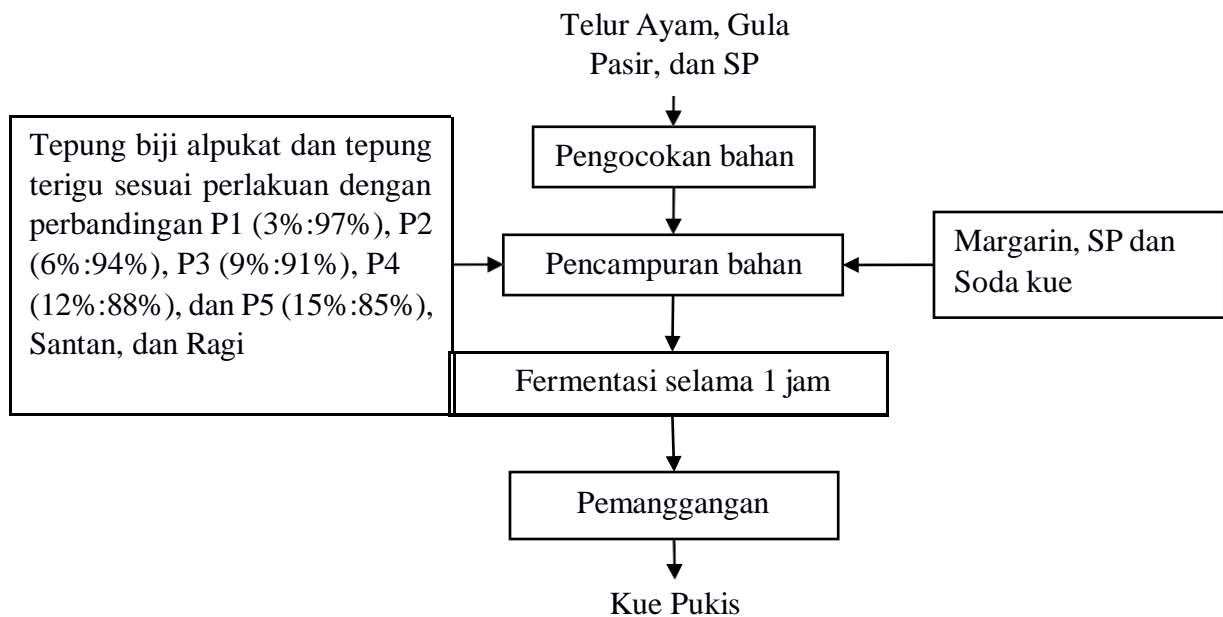 Telur Ayam, Gula
Pasir, dan SP
Pengocokan bahan
Tepung biji alpukat dan tepung
terigu sesuai perlakuan dengan
perbandingan P1 (3%:97%), P2
(6%:94%), P3 (9%:91%), P4
(12%:88%), dan P5 (15%:85%),
Santan, dan Ragi
Pencampuran bahan
Margarin, SP dan
Soda kue
Fermentasi selama 1 jam
Pemanggangan
Kue Pukis